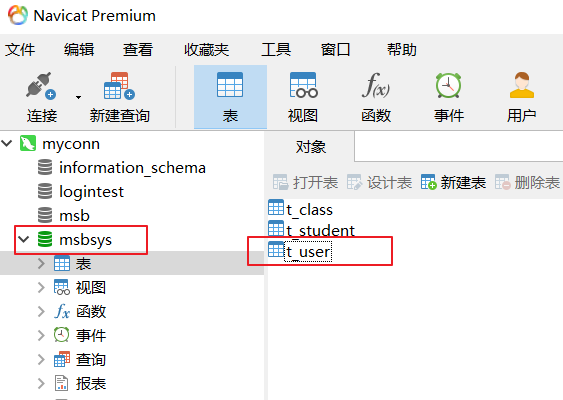 Navicat Premium
文件 编辑 查看 收藏夹 工具 窗口 帮助
连接 新建查询 表 视图 f(x) 函数 事件 用户
myconn
information_schema
logintest
msb
msbsys
表
视图
fx 函数
事件
查询
报表
对象
打开表 设计表 新建表 删除表
t_class
t_student
t_user